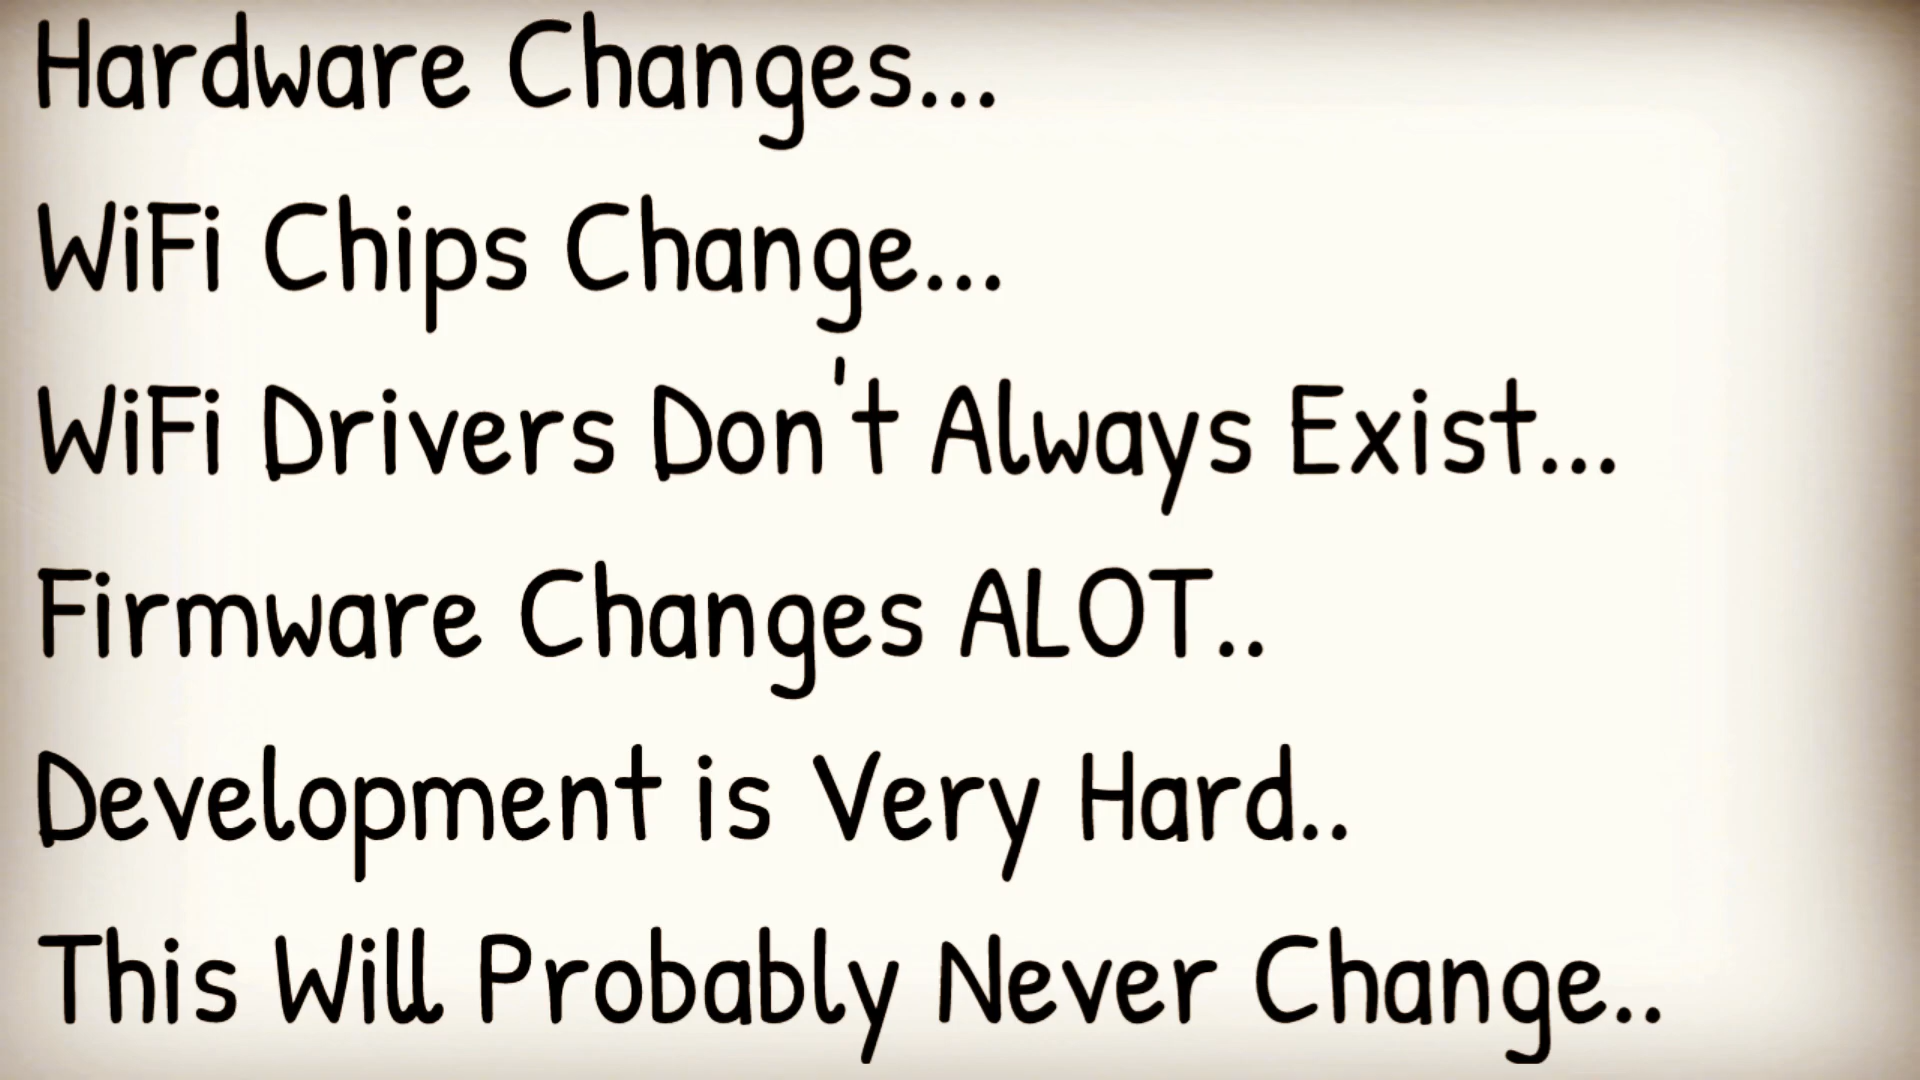 Hardware Changes...
WiFi Chips Change...
WiFi Drivers Don't Always Exist...
Firmware Changes ALOT..
Development is Very Hard..
This Will Probably Never Change..